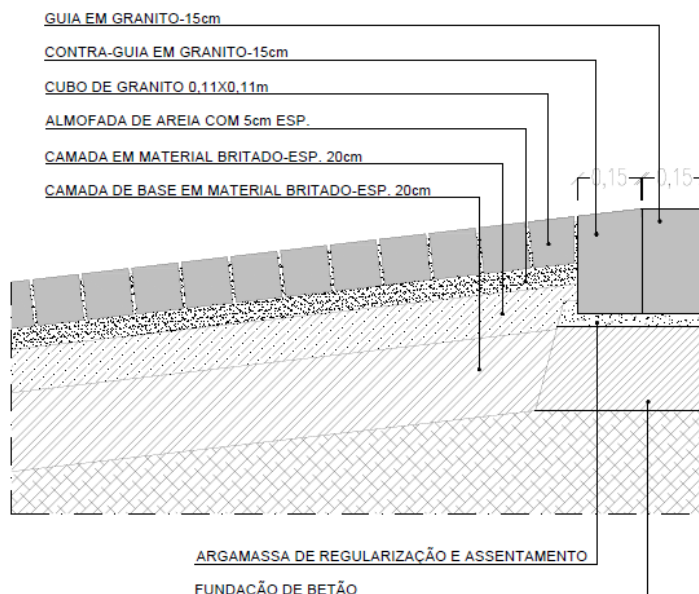 GUIA EM GRANITO-15cm
CONTRA-GUIA EM GRANITO-15cm
CUBO DE GRANITO 0,11X0,11m
ALMOFADA DE AREIA COM 5cm ESP.
CAMADA EM MATERIAL BRITADO-ESP. 20cm
CAMADA DE BASE EM MATERIAL BRITADO-ESP. 20cm
0,15 0,15
ARGAMASSA DE REGULARIZAÇÃO E ASSENTAMENTO
FUNDAÇÃO DE BETÃO